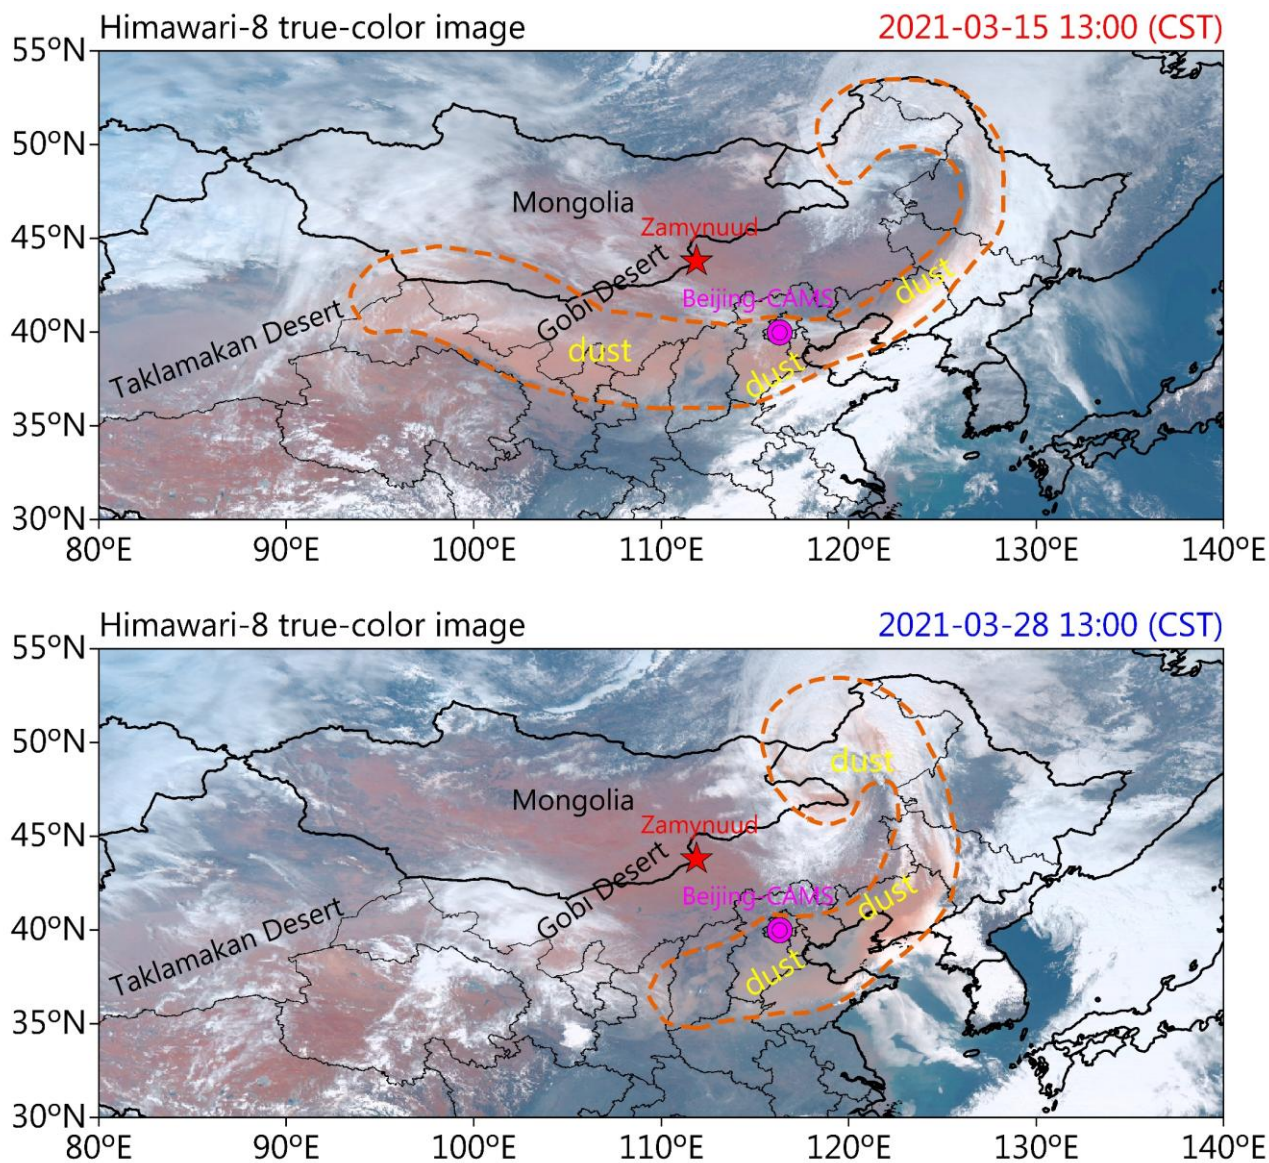 Himawari-8 true-color image 2021-03-15 13:00 (CST)
55°N
50°N
Mongolia
45°N
Zamynuud
Gobi Desert
Beijing-CAMS
dust
40°N
Taklamakan Desert
dust
dust
35°N
30°N
80°E 90°E 100°E 110°E 120°E 130°E 140°E
Himawari-8 true-color image 2021-03-28 13:00 (CST)
55°N
50°N
dust
Mongolia
45°N
Zamynuud
Gobi Desert
Beijing-CAMS
dust
40°N
Taklamakan Desert
dust
35°N
30°N
80°E 90°E 100°E 110°E 120°E 130°E 140°E